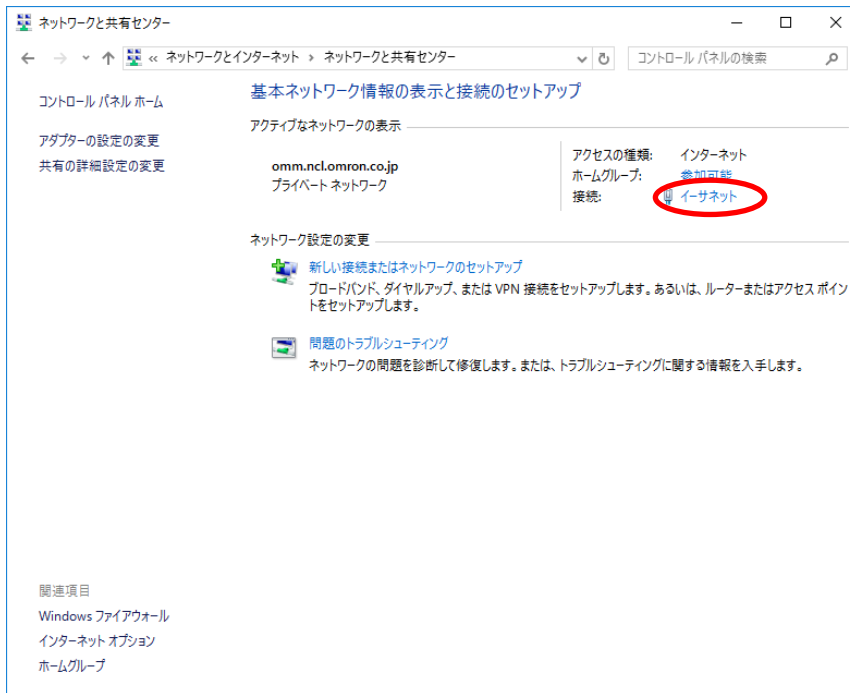 ネットワークと共有センター
« ネットワークとインターネット › ネットワークと共有センター
コントロール パネルの検索
コントロール パネル ホーム
アダプターの設定の変更
共有の詳細設定の変更
基本ネットワーク情報の表示と接続のセットアップ
アクティブなネットワークの表示
omm.ncl.omron.co.jp
プライベート ネットワーク
アクセスの種類: インターネット
ホームグループ: 参加可能
接続: イーサネット
ネットワーク設定の変更
新しい接続またはネットワークのセットアップ
ブロードバンド、ダイヤルアップ、または VPN 接続をセットアップします。あるいは、ルーターまたはアクセス ポイン
トをセットアップします。
問題のトラブルシューティング
ネットワークの問題を診断して修復します。または、トラブルシューティングに関する情報を入手します。
関連項目
Windows ファイアウォール
インターネット オプション
ホームグループ